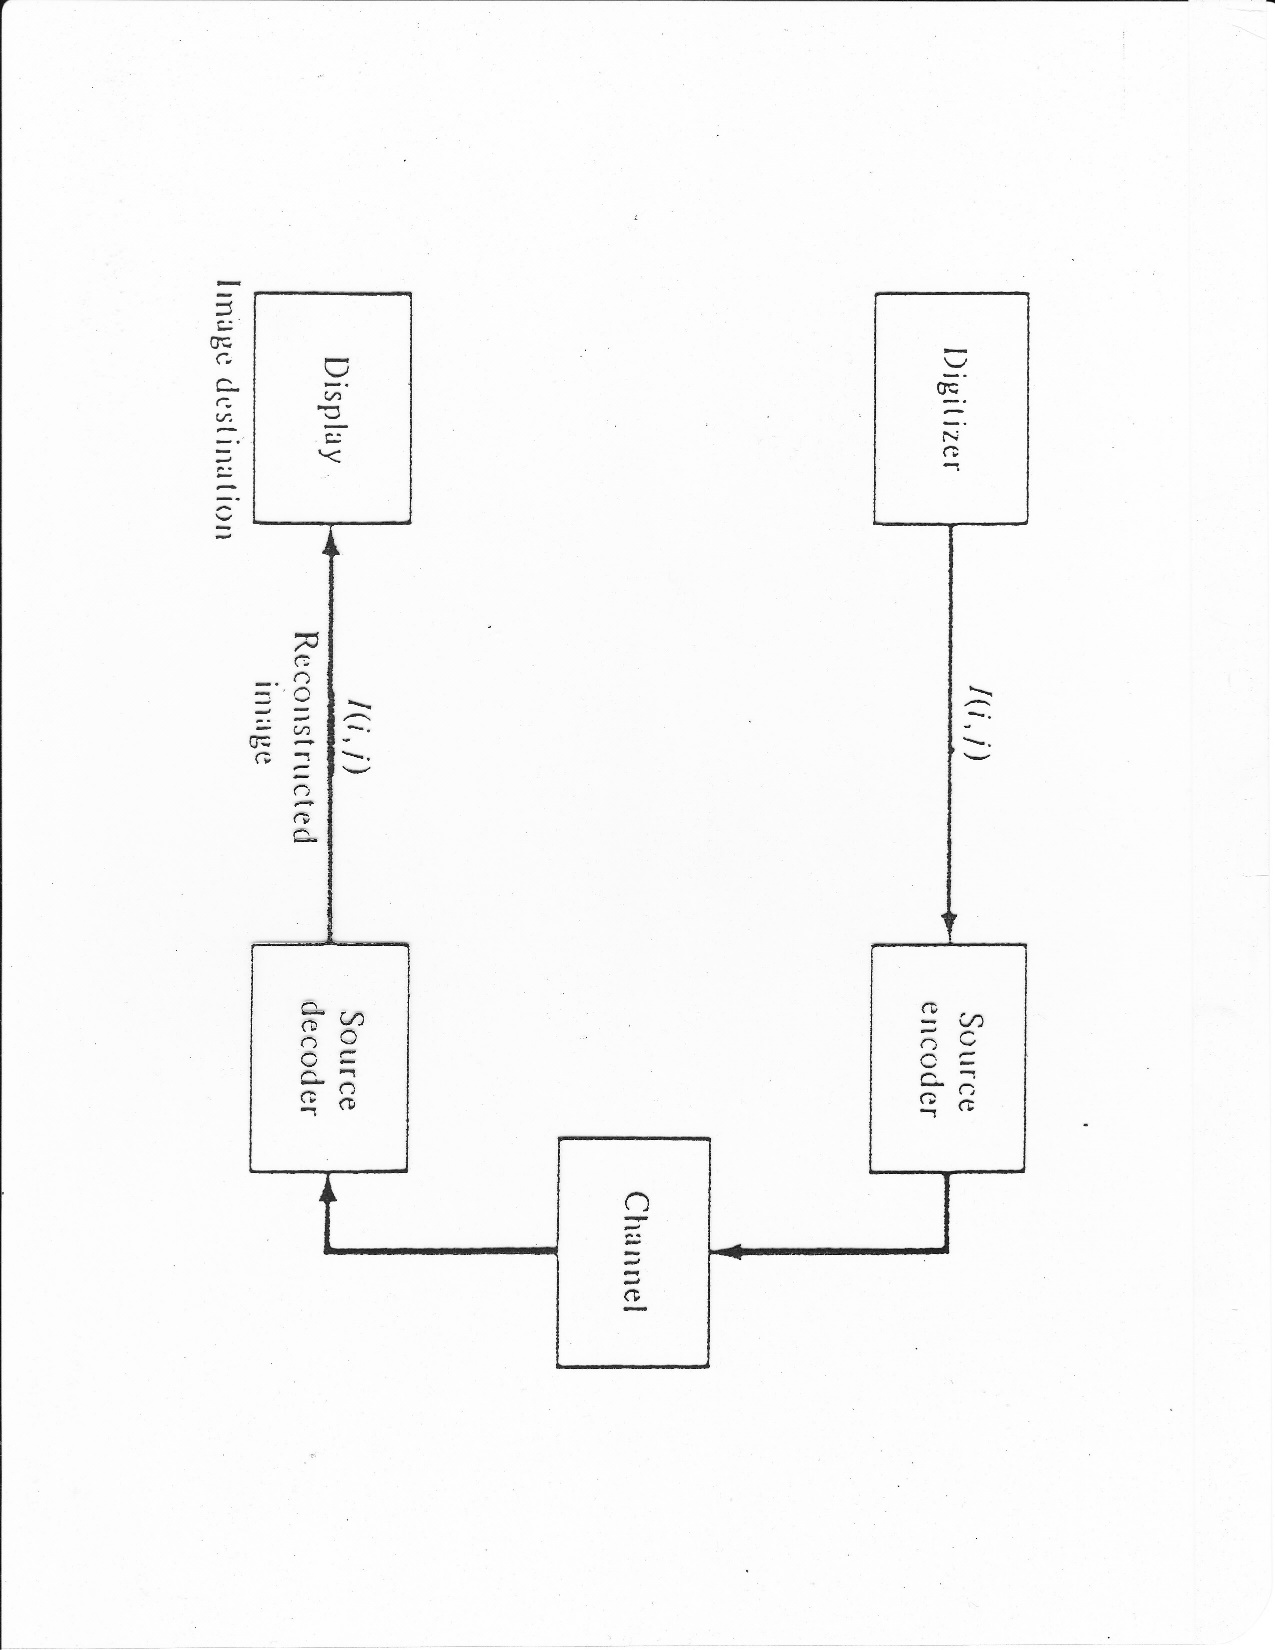 Digitizer
I(i,j)
Source
encoder
Channel
Source
decoder
I(i,j)
Reconstructed
image
Display
Image destination